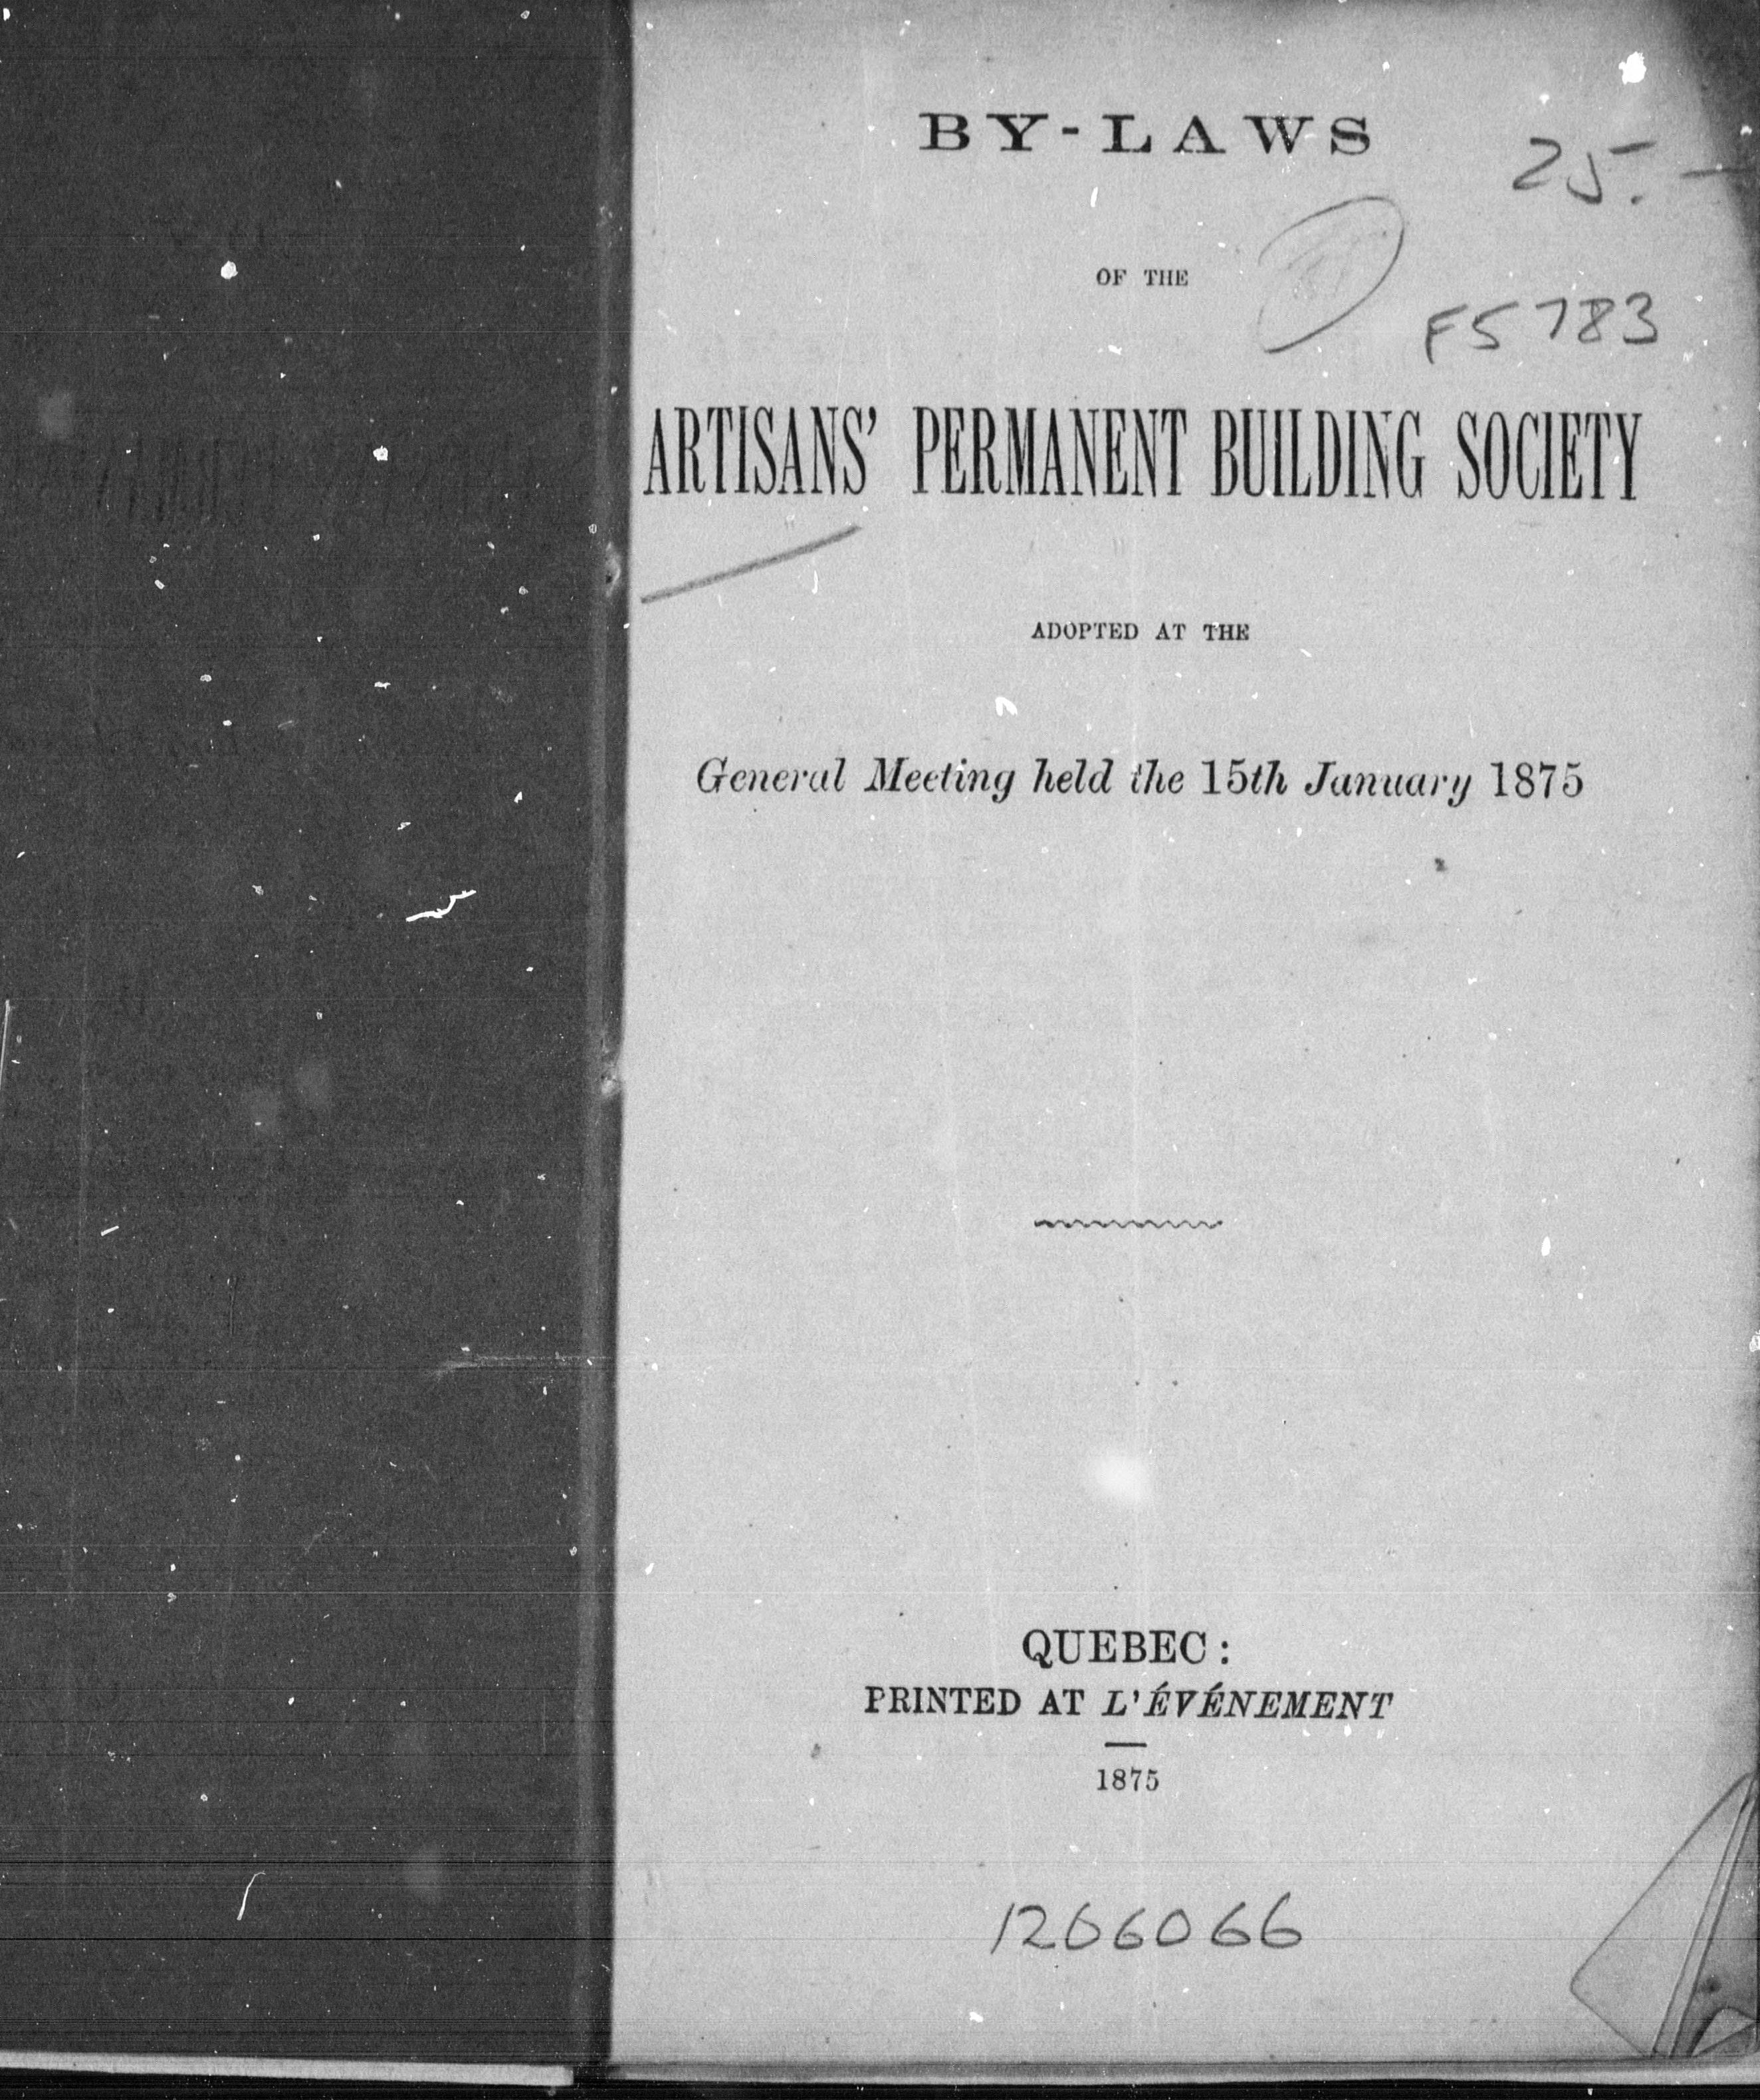 BY-LAWS
25.—
OF THE
F5783
ARTISANS' PERMANENT BUILDING SOCIETY
ADOPTED AT THE
General Meeting held the 15th January 1875
QUEBEC:
PRINTED AT L'ÉVÉNEMENT
1875
1266066